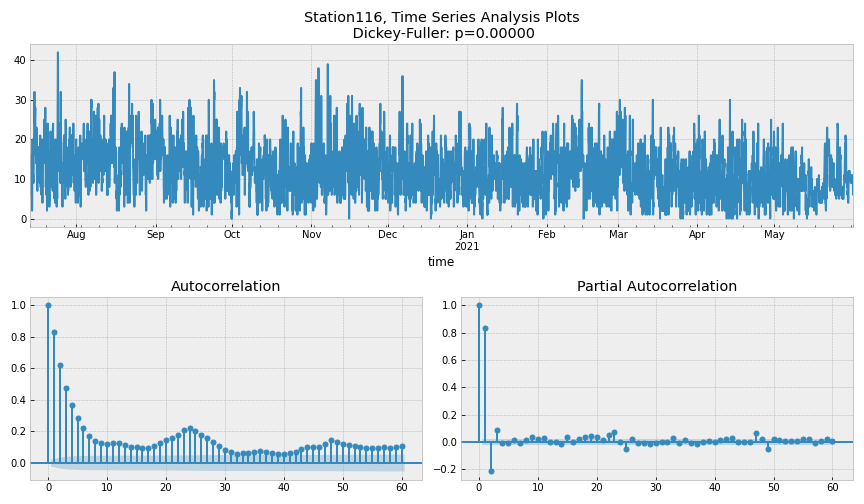 Station116, Time Series Analysis Plots
Dickey-Fuller: p=0.00000
40
30
20
10
0
Aug Sep Oct Nov Dec Jan Feb Mar Apr May
2021
time
Autocorrelation
1.0
0.8
0.6
0.4
0.2
0.0
0 10 20 30 40 50 60
Partial Autocorrelation
1.0
0.8
0.6
0.4
0.2
0.0
−0.2
0 10 20 30 40 50 60